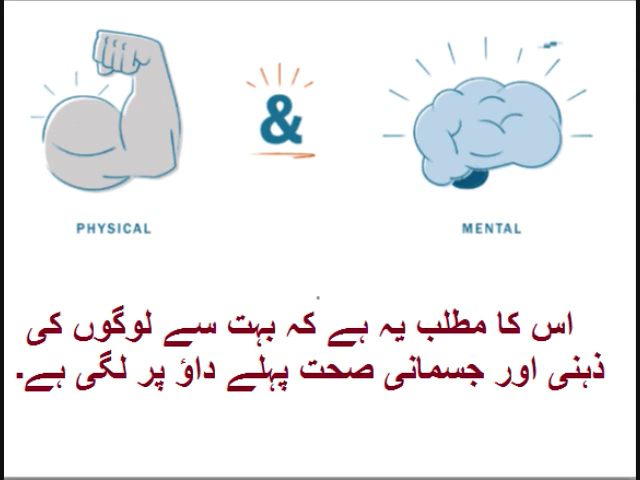 &
PHYSICAL
MENTAL
اس کا مطلب یہ ہے کہ بہت سے لوگوں کی
ذہنی اور جسمانی صحت پہلے داؤ پر لگی ہے.